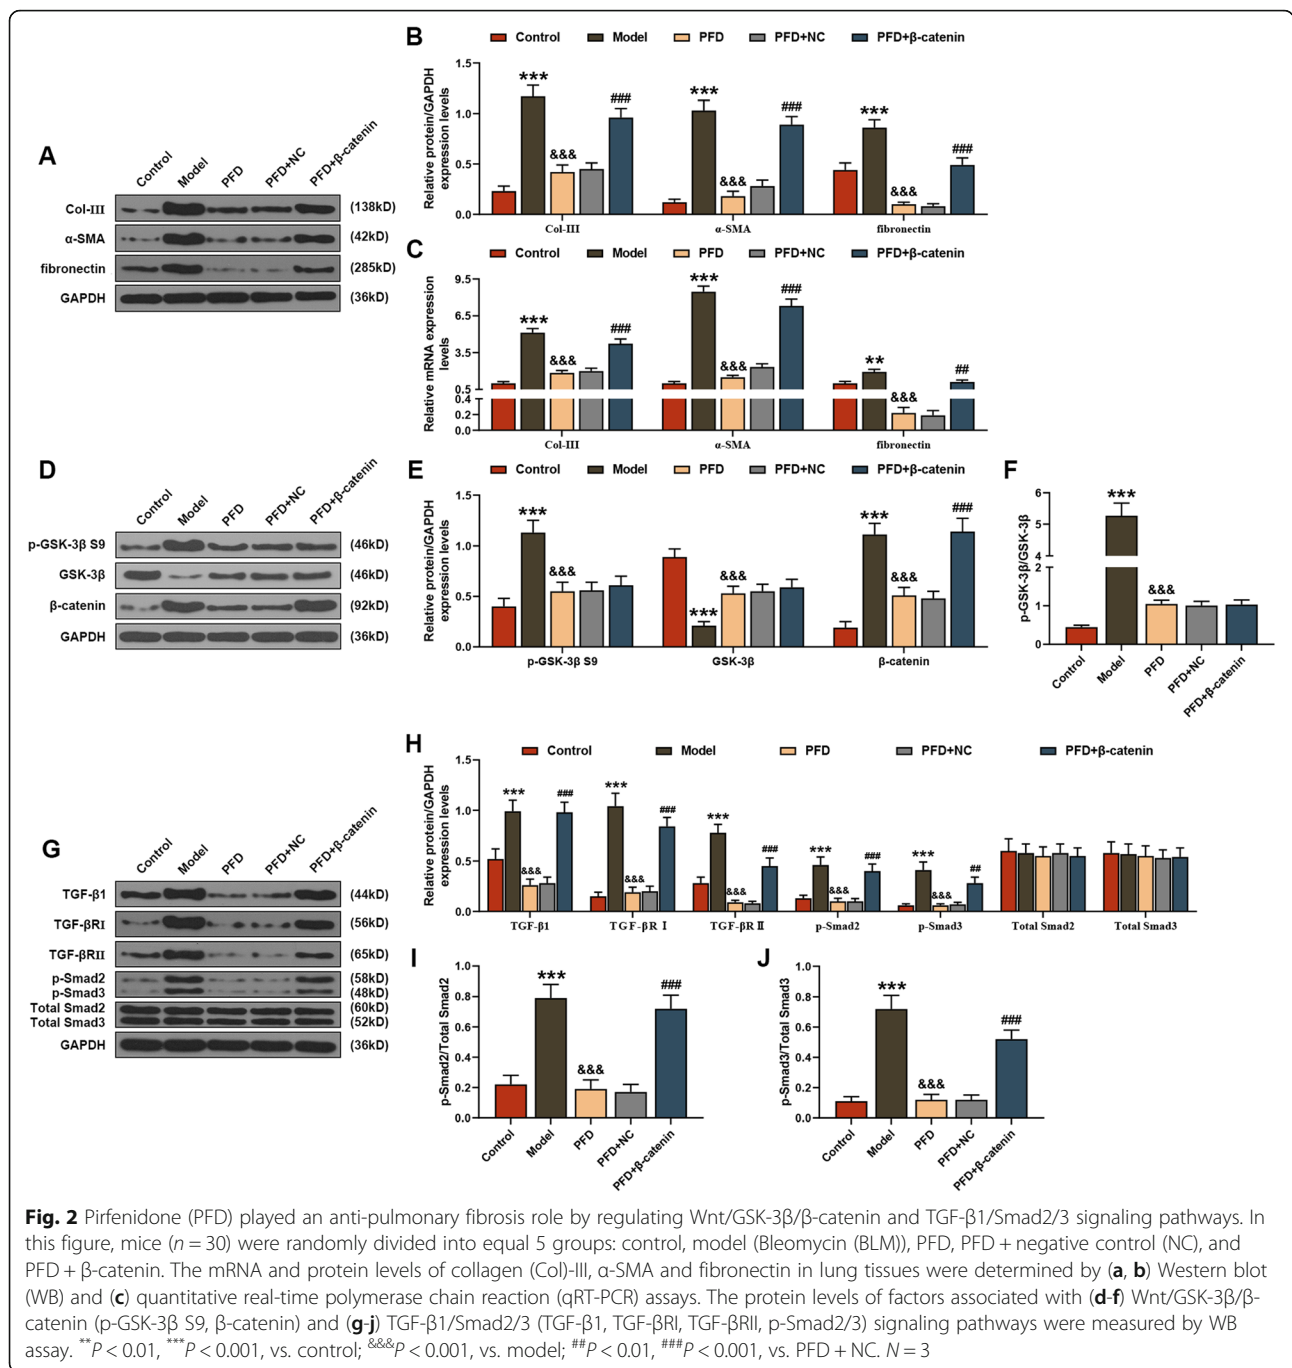 A
Control
Model
PFD
PFD+NC
PFD+β-catenin
Col-III (138kD)
α-SMA (42kD)
fibronectin (285kD)
GAPDH (36kD)
B
Control Model PFD PFD+NC PFD+β-catenin
Relative protein/GAPDH
expression levels
1.5
1.0
0.5
0.0
*** &&& ###
*** &&& ###
*** &&& ###
Col-III α-SMA fibronectin
C
Control Model PFD PFD+NC PFD+β-catenin
Relative mRNA expression
levels
9.5
6.5
3.5
0.5
0.4
0.2
0.0
*** &&& ###
*** &&& ###
** &&& ##
Col-III α-SMA fibronectin
D
Control
Model
PFD
PFD+NC
PFD+β-catenin
p-GSK-3β S9 (46kD)
GSK-3β (46kD)
β-catenin (92kD)
GAPDH (36kD)
E
Control Model PFD PFD+NC PFD+β-catenin
Relative protein/GAPDH
expression levels
1.5
1.0
0.5
0.0
*** &&&
*** &&&
*** &&& ###
p-GSK-3β S9 GSK-3β β-catenin
F
p-GSK-3β/GSK-3β
6
5
4
2
1
0
*** &&&
Control
Model
PFD
PFD+NC
PFD+β-catenin
G
Control
Model
PFD
PFD+NC
PFD+β-catenin
TGF-β1 (44kD)
TGF-βRI (56kD)
TGF-βRII (65kD)
p-Smad2 (58kD)
p-Smad3 (48kD)
Total Smad2 (60kD)
Total Smad3 (52kD)
GAPDH (36kD)
H
Control Model PFD PFD+NC PFD+β-catenin
Relative protein/GAPDH
expression levels
1.5
1.0
0.5
0.0
*** &&& ###
*** &&& ###
*** &&& ###
*** &&& ###
*** &&& ##
TGF-β1 TGF-βR I TGF-βR II p-Smad2 p-Smad3 Total Smad2 Total Smad3
I
p-Smad2/Total Smad2
1.0
0.8
0.6
0.4
0.2
0.0
*** &&& ###
Control
Model
PFD
PFD+NC
PFD+β-catenin
J
p-Smad3/Total Smad3
1.0
0.8
0.6
0.4
0.2
0.0
*** &&& ###
Control
Model
PFD
PFD+NC
PFD+β-catenin
Fig. 2 Pirfenidone (PFD) played an anti-pulmonary fibrosis role by regulating Wnt/GSK-3β/β-catenin and TGF-β1/Smad2/3 signaling pathways. In
this figure, mice (n = 30) were randomly divided into equal 5 groups: control, model (Bleomycin (BLM)), PFD, PFD + negative control (NC), and
PFD + β-catenin. The mRNA and protein levels of collagen (Col)-III, α-SMA and fibronectin in lung tissues were determined by (a, b) Western blot
(WB) and (c) quantitative real-time polymerase chain reaction (qRT-PCR) assays. The protein levels of factors associated with (d-f) Wnt/GSK-3β/β-
catenin (p-GSK-3β S9, β-catenin) and (g-j) TGF-β1/Smad2/3 (TGF-β1, TGF-βRI, TGF-βRII, p-Smad2/3) signaling pathways were measured by WB
assay. **P < 0.01, ***P < 0.001, vs. control; &&&P < 0.001, vs. model; ##P < 0.01, ###P < 0.001, vs. PFD + NC. N = 3